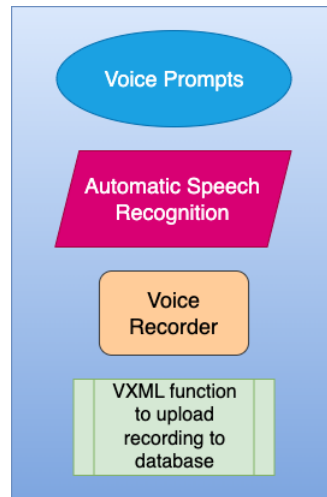 Voice Prompts
Automatic Speech
Recognition
Voice
Recorder
VXML function
to upload
recording to
database